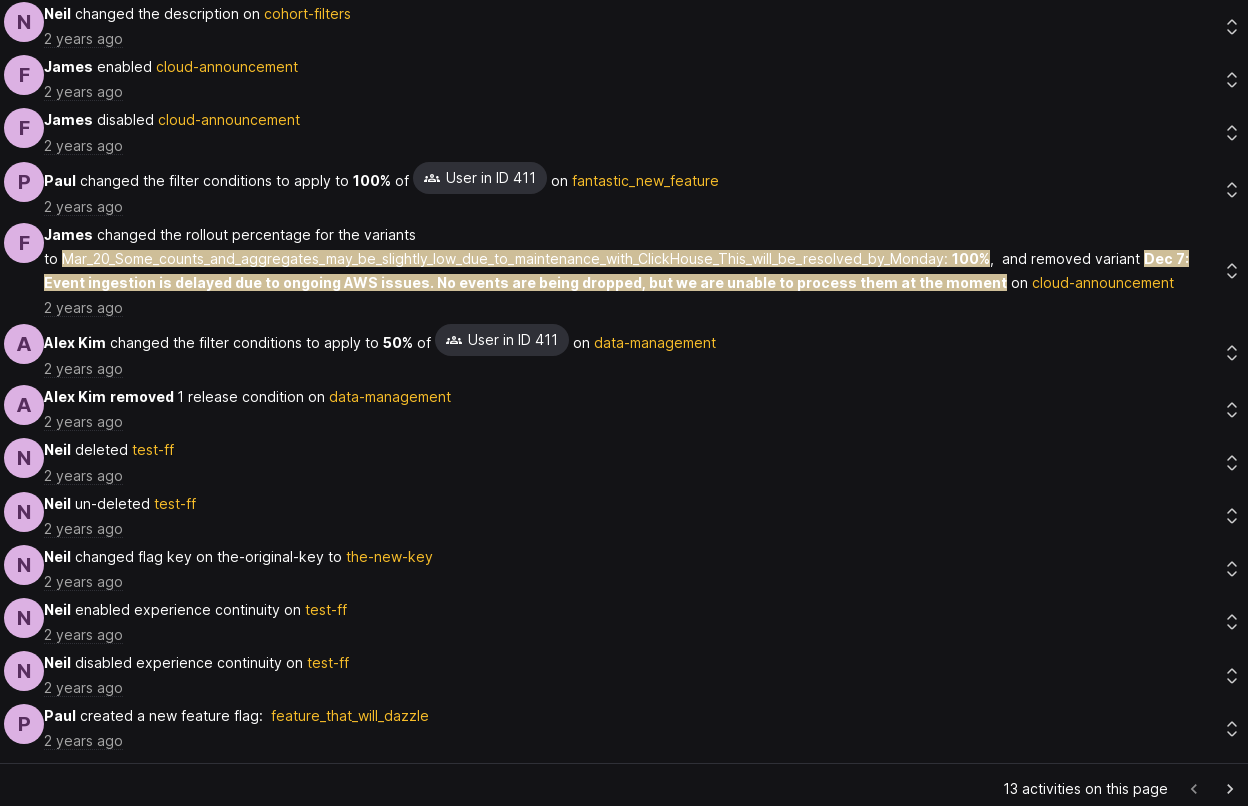 N
Neil changed the description on cohort-filters
2 years ago
F
James enabled cloud-announcement
2 years ago
F
James disabled cloud-announcement
2 years ago
P
Paul changed the filter conditions to apply to 100% of User in ID 411 on fantastic_new_feature
2 years ago
F
James changed the rollout percentage for the variants
to Mar_20_Some_counts_and_aggregates_may_be_slightly_low_due_to_maintenance_with_ClickHouse_This_will_be_resolved_by_Monday: 100%, and removed variant Dec 7:
Event ingestion is delayed due to ongoing AWS issues. No events are being dropped, but we are unable to process them at the moment on cloud-announcement
2 years ago
A
Alex Kim changed the filter conditions to apply to 50% of User in ID 411 on data-management
2 years ago
A
Alex Kim removed 1 release condition on data-management
2 years ago
N
Neil deleted test-ff
2 years ago
N
Neil un-deleted test-ff
2 years ago
N
Neil changed flag key on the-original-key to the-new-key
2 years ago
N
Neil enabled experience continuity on test-ff
2 years ago
N
Neil disabled experience continuity on test-ff
2 years ago
P
Paul created a new feature flag: feature_that_will_dazzle
2 years ago
13 activities on this page